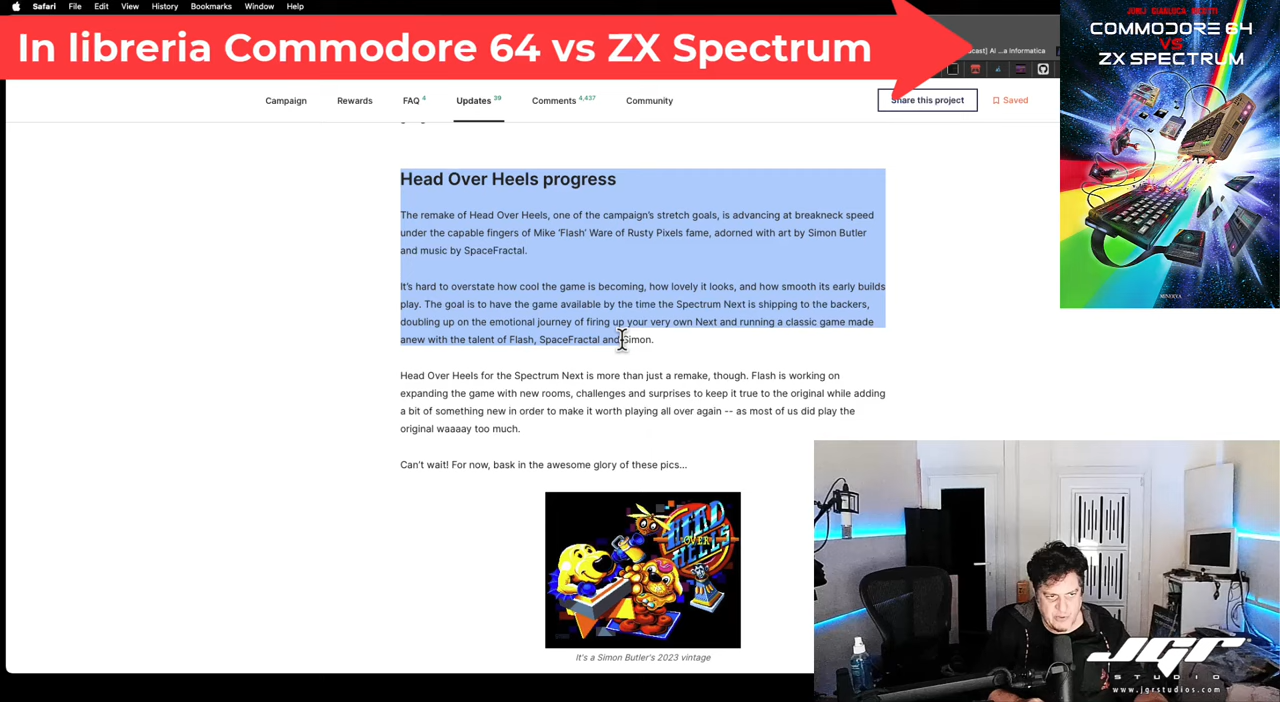 Safari File Edit View History Bookmarks Window Help
In libreria Commodore 64 vs ZX Spectrum
cast] AI ...a Informatica
COMMODORE 64
VS
ZX SPECTRUM
MINERVA
Campaign Rewards FAQ 4 Updates 39 Comments 4,437 Community Share this project Saved
Head Over Heels progress
The remake of Head Over Heels, one of the campaign's stretch goals, is advancing at breakneck speed
under the capable fingers of Mike 'Flash' Ware of Rusty Pixels fame, adorned with art by Simon Butler
and music by SpaceFractal.
It's hard to overstate how cool the game is becoming, how lovely it looks, and how smooth its early builds
play. The goal is to have the game available by the time the Spectrum Next is shipping to the backers,
doubling up on the emotional journey of firing up your very own Next and running a classic game made
anew with the talent of Flash, SpaceFractal and Simon.
Head Over Heels for the Spectrum Next is more than just a remake, though. Flash is working on
expanding the game with new rooms, challenges and surprises to keep it true to the original while adding
a bit of something new in order to make it worth playing all over again -- as most of us did play the
original waaaay too much.
Can't wait! For now, bask in the awesome glory of these pics...
HEAD
OVER
HEELS
It's a Simon Butler's 2023 vintage
JGR
STUDIO
www.jgrstudios.com